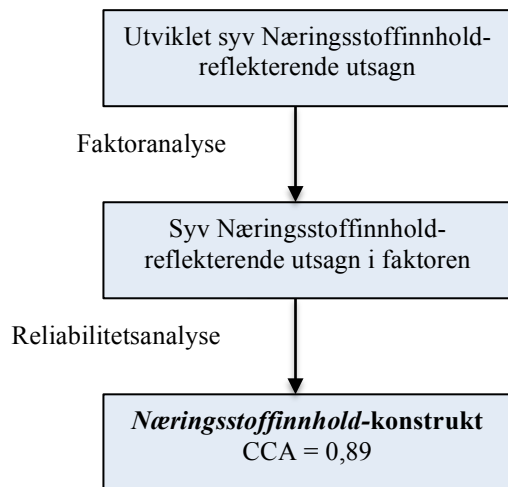 Utviklet syv Næringsstoffinnhold-
reflekterende utsagn
Faktoranalyse
Syv Næringsstoffinnhold-
reflekterende utsagn i faktoren
Reliabilitetsanalyse
Næringsstoffinnhold-konstrukt
CCA = 0,89